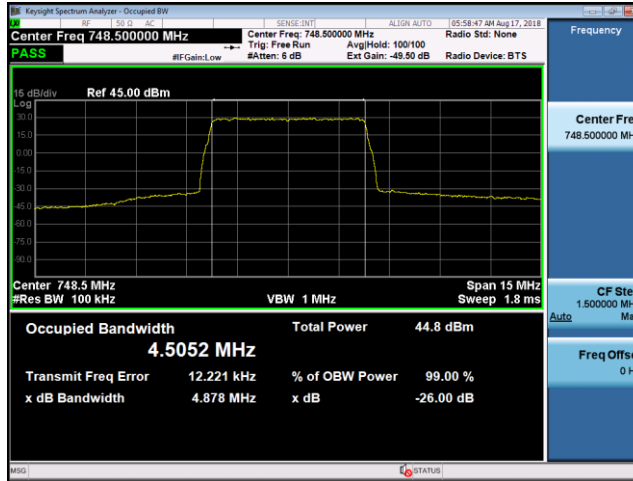 Keysight Spectrum Analyzer - Occupied BW
RF 50 Ω AC SENSE:INT ALIGN AUTO 05:58:47 AM Aug 17, 2018
Center Freq 748.500000 MHz
Center Freq: 748.500000 MHz Radio Std: None
Trig: Free Run Avg|Hold: 100/100
PASS
#IFGain:Low #Atten: 6 dB Ext Gain: -49.50 dB Radio Device: BTS
15 dB/div Ref 45.00 dBm
Log
30.0
15.0
0.00
-15.0
-30.0
-45.0
-60.0
-75.0
-90.0
Center 748.5 MHz Span 15 MHz
#Res BW 100 kHz VBW 1 MHz Sweep 1.8 ms
Occupied Bandwidth Total Power 44.8 dBm
4.5052 MHz
Transmit Freq Error 12.221 kHz % of OBW Power 99.00 %
x dB Bandwidth 4.878 MHz x dB -26.00 dB
MSG STATUS
Frequency
Center Fre
748.500000 MH
CF Ste
1.500000 MH
Auto Ma
Freq Offse
0 H